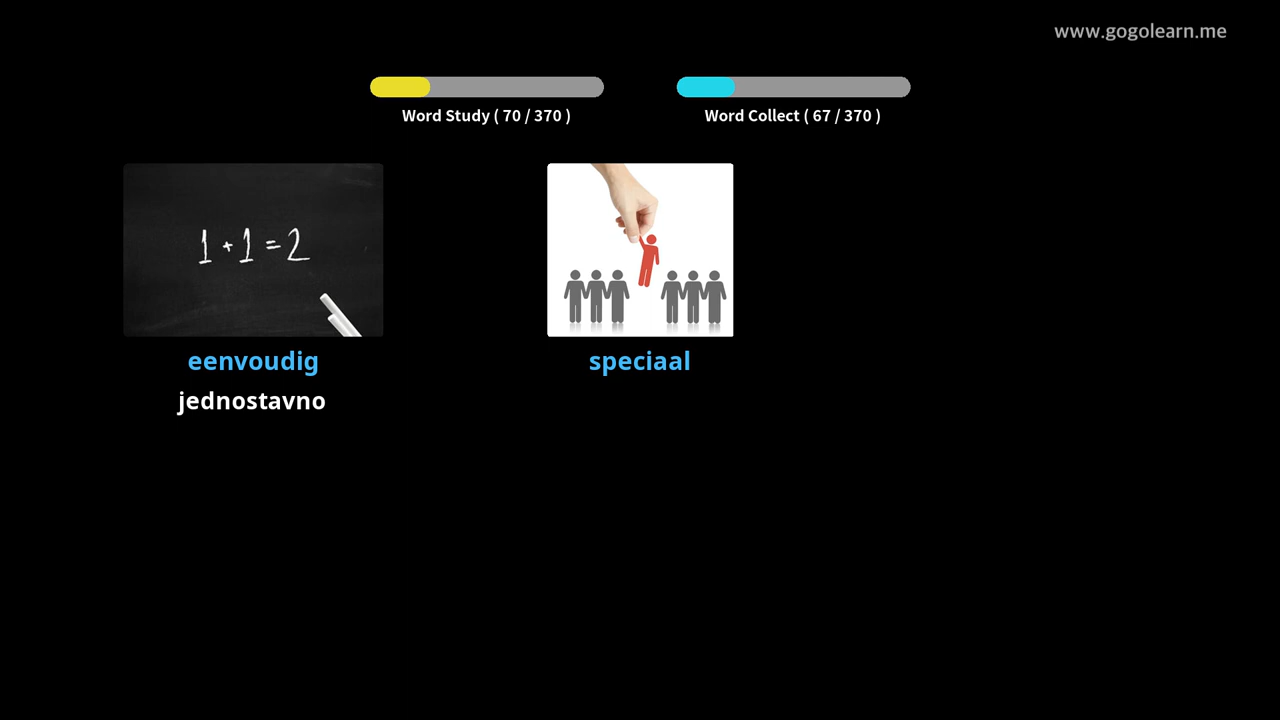 www.gogolearn.me
Word Study ( 70 / 370 )
Word Collect ( 67 / 370 )
1 + 1 = 2
eenvoudig
speciaal
jednostavno